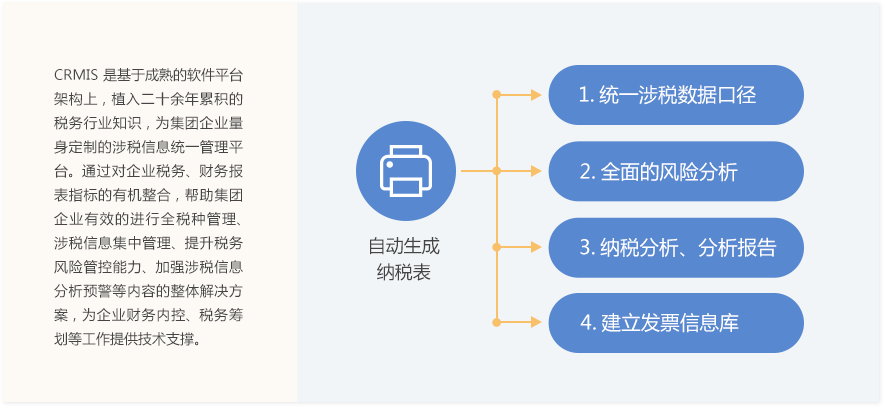 CRMIS 是基于成熟的软件平台
架构上，植入二十余年累积的
税务行业知识，为集团企业量
身定制的涉税信息统一管理平
台。通过对企业税务、财务报
表指标的有机整合，帮助集团
企业有效的进行全税种管理、
涉税信息集中管理、提升税务
风险管控能力、加强涉税信息
分析预警等内容的整体解决方
案，为企业财务内控、税务筹
划等工作提供技术支撑。
自动生成
纳税表
1. 统一涉税数据口径
2. 全面的风险分析
3. 纳税分析、分析报告
4. 建立发票信息库